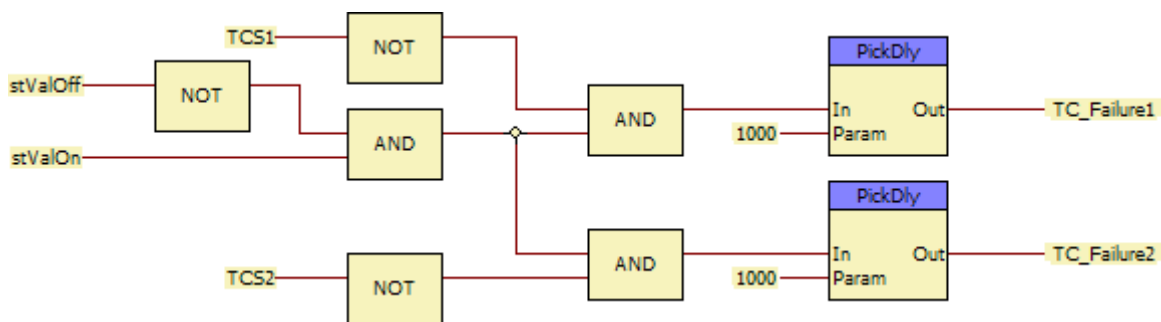 TCS1
NOT
PickDly
stValOff
NOT
In
Out
TC_Failure1
AND
AND
1000
Param
stValOn
PickDly
TCS2
NOT
AND
In
Out
TC_Failure2
1000
Param